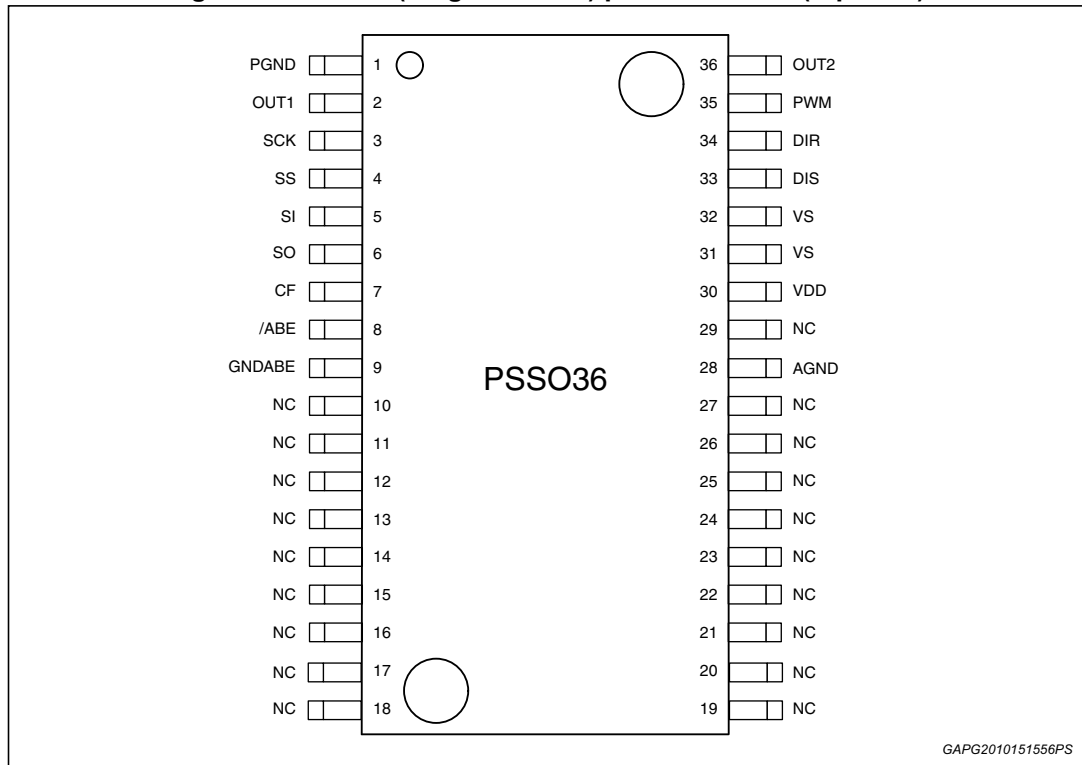 PGND 1 36 OUT2
OUT1 2 35 PWM
SCK 3 34 DIR
SS 4 33 DIS
SI 5 32 VS
SO 6 31 VS
CF 7 30 VDD
/ABE 8 29 NC
GNDABE 9 28 AGND
PSSO36
NC 10 27 NC
NC 11 26 NC
NC 12 25 NC
NC 13 24 NC
NC 14 23 NC
NC 15 22 NC
NC 16 21 NC
NC 17 20 NC
NC 18 19 NC
GAPG2010151556PS